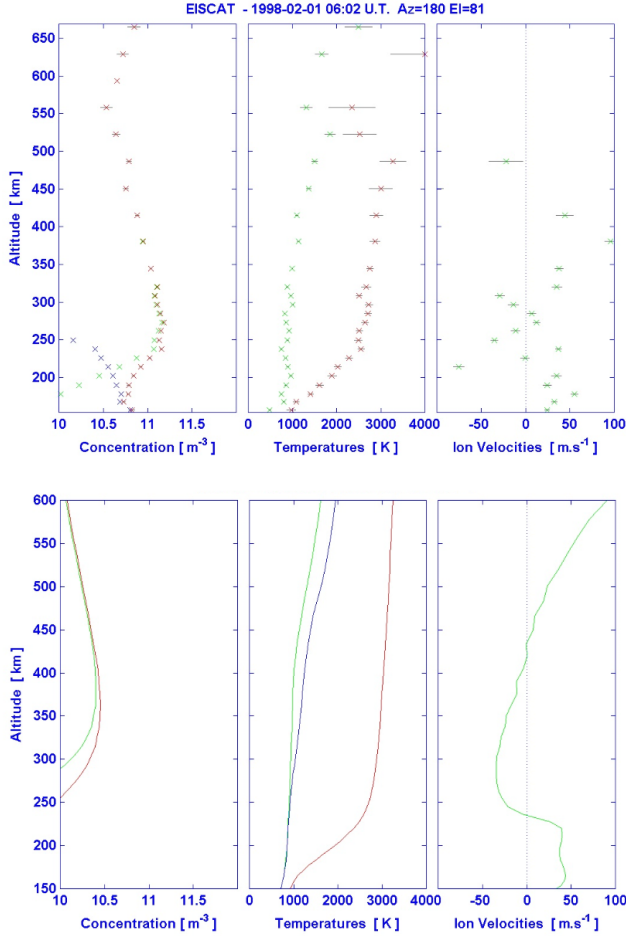 EISCAT - 1998-02-01 06:02 U.T. Az=180 El=81
650
600
550
500
450
400
350
300
250
200
Altitude [ km ]
10 10.5 11 11.5 10
0 1000 2000 3000 4000
-50 0 50 100
Concentration [ m-3 ]
Temperatures [ K ]
Ion Velocities [ m.s-1 ]
600
550
500
450
400
350
300
250
200
150
Altitude [ km ]
10 10.5 11 11.5
0 1000 2000 3000 4000
-50 0 50 100
Concentration [ m-3 ]
Temperatures [ K ]
Ion Velocities [ m.s-1 ]